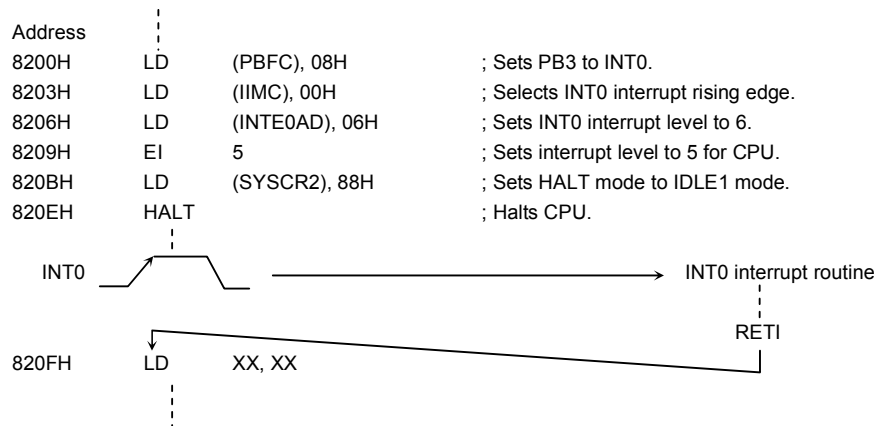 Address
8200H LD (PBFC), 08H ; Sets PB3 to INT0.
8203H LD (IIMC), 00H ; Selects INT0 interrupt rising edge.
8206H LD (INTE0AD), 06H ; Sets INT0 interrupt level to 6.
8209H EI 5 ; Sets interrupt level to 5 for CPU.
820BH LD (SYSCR2), 88H ; Sets HALT mode to IDLE1 mode.
820EH HALT ; Halts CPU.
INT0 INT0 interrupt routine
RETI
820FH LD XX, XX